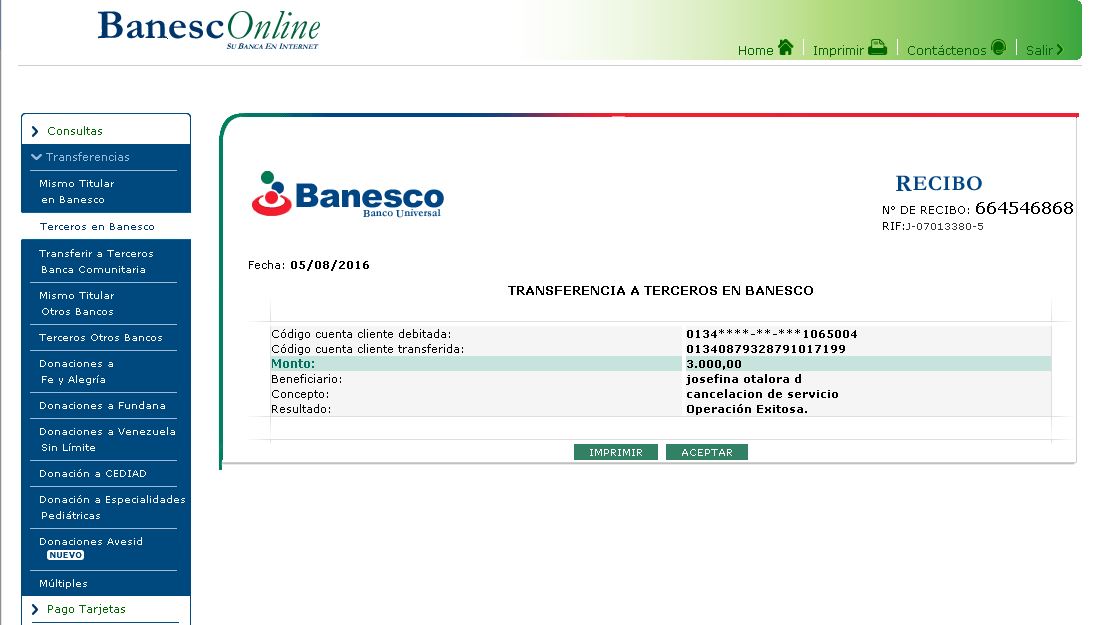 BanescOnline
SU BANCA EN INTERNET
Home
Imprimir
Contáctenos
Salir
Consultas
Transferencias
Mismo Titular
en Banesco
Terceros en Banesco
Transferir a Terceros
Banca Comunitaria
Mismo Titular
Otros Bancos
Terceros Otros Bancos
Donaciones a
Fe y Alegría
Donaciones a Fundana
Donaciones a Venezuela
Sin Límite
Donación a CEDIAD
Donación a Especialidades
Pediátricas
Donaciones Avesid
NUEVO
Múltiples
Pago Tarjetas
Banesco
Banco Universal
RECIBO
N° DE RECIBO: 664546868
RIF:J-07013380-5
Fecha: 05/08/2016
TRANSFERENCIA A TERCEROS EN BANESCO
Código cuenta cliente debitada: 0134****-**-***1065004
Código cuenta cliente transferida: 01340879328791017199
Monto: 3.000,00
Beneficiario: josefina otalora d
Concepto: cancelacion de servicio
Resultado: Operación Exitosa.
IMPRIMIR
ACEPTAR